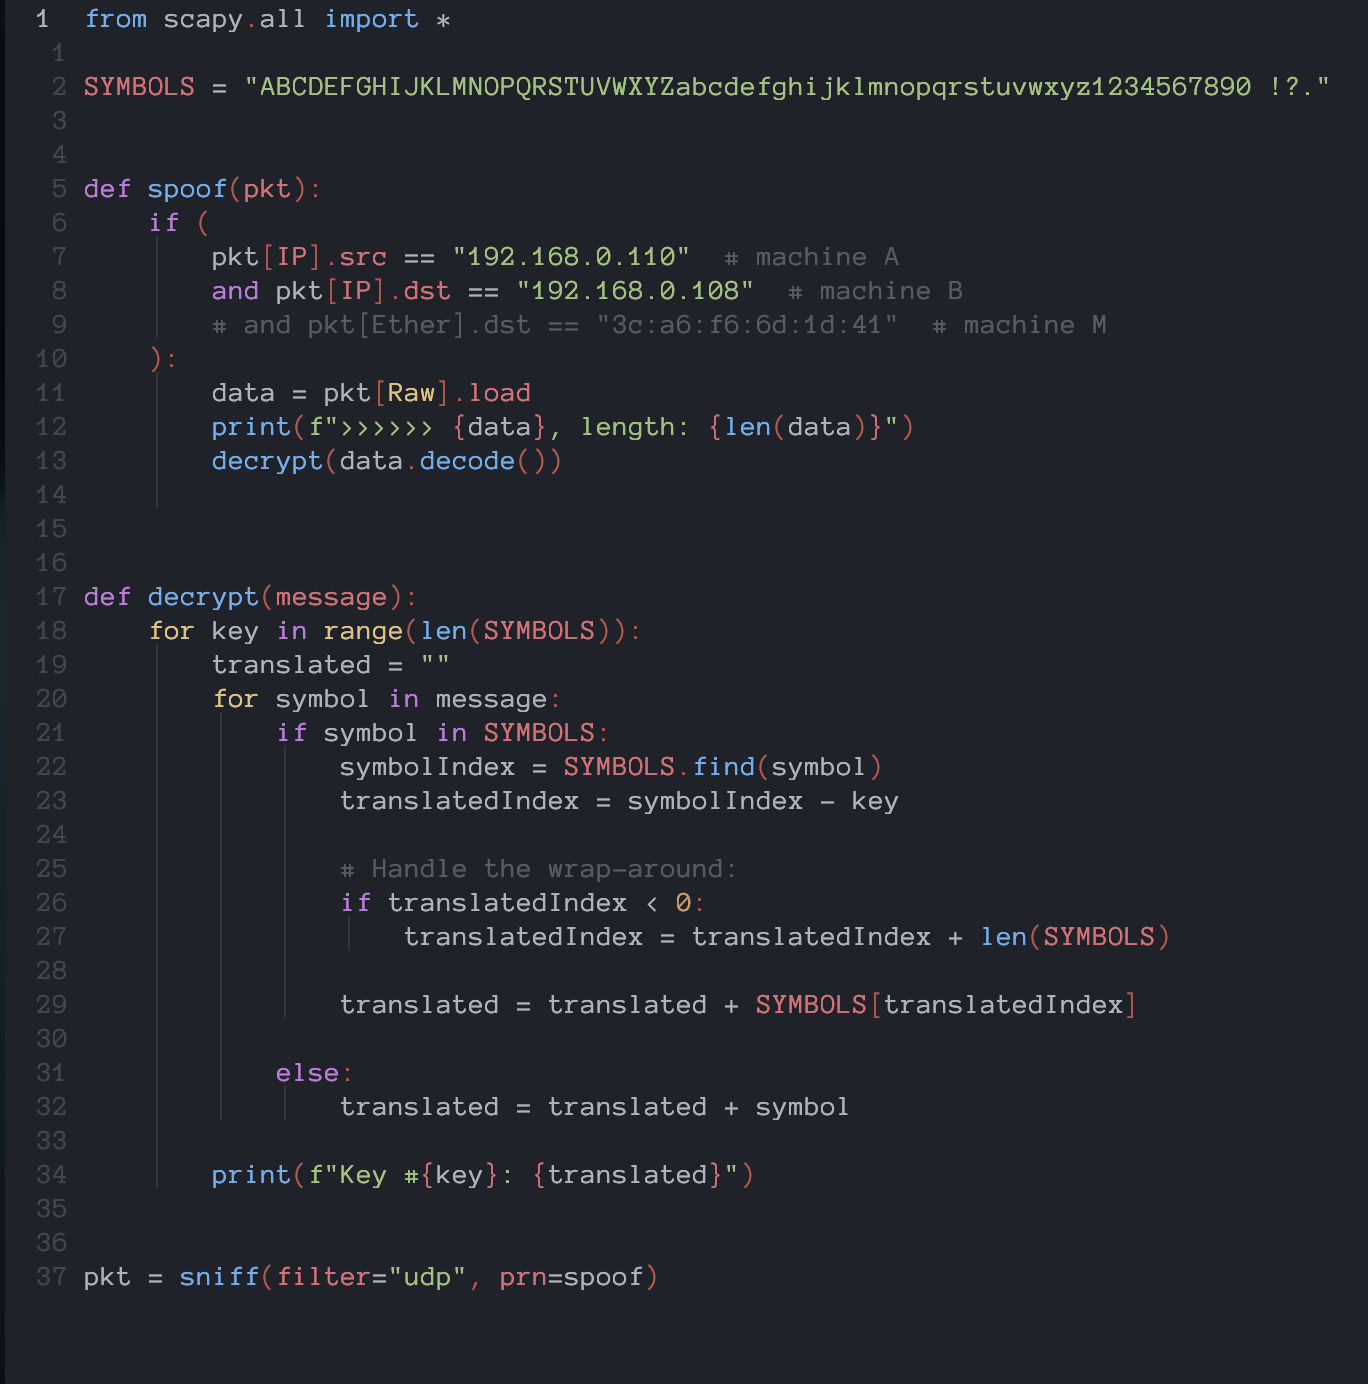 1 from scapy.all import *
1
2 SYMBOLS = "ABCDEFGHIJKLMNOPQRSTUVWXYZabcdefghijklmnopqrstuvwxyz1234567890 !?."
3
4
5 def spoof(pkt):
6     if (
7         pkt[IP].src == "192.168.0.110"  # machine A
8         and pkt[IP].dst == "192.168.0.108"  # machine B
9         # and pkt[Ether].dst == "3c:a6:f6:6d:1d:41"  # machine M
10     ):
11         data = pkt[Raw].load
12         print(f">>>>>> {data}, length: {len(data)}")
13         decrypt(data.decode())
14
15
16
17 def decrypt(message):
18     for key in range(len(SYMBOLS)):
19         translated = ""
20         for symbol in message:
21             if symbol in SYMBOLS:
22                 symbolIndex = SYMBOLS.find(symbol)
23                 translatedIndex = symbolIndex - key
24
25                 # Handle the wrap-around:
26                 if translatedIndex < 0:
27                     translatedIndex = translatedIndex + len(SYMBOLS)
28
29                 translated = translated + SYMBOLS[translatedIndex]
30
31             else:
32                 translated = translated + symbol
33
34         print(f"Key #{key}: {translated}")
35
36
37 pkt = sniff(filter="udp", prn=spoof)